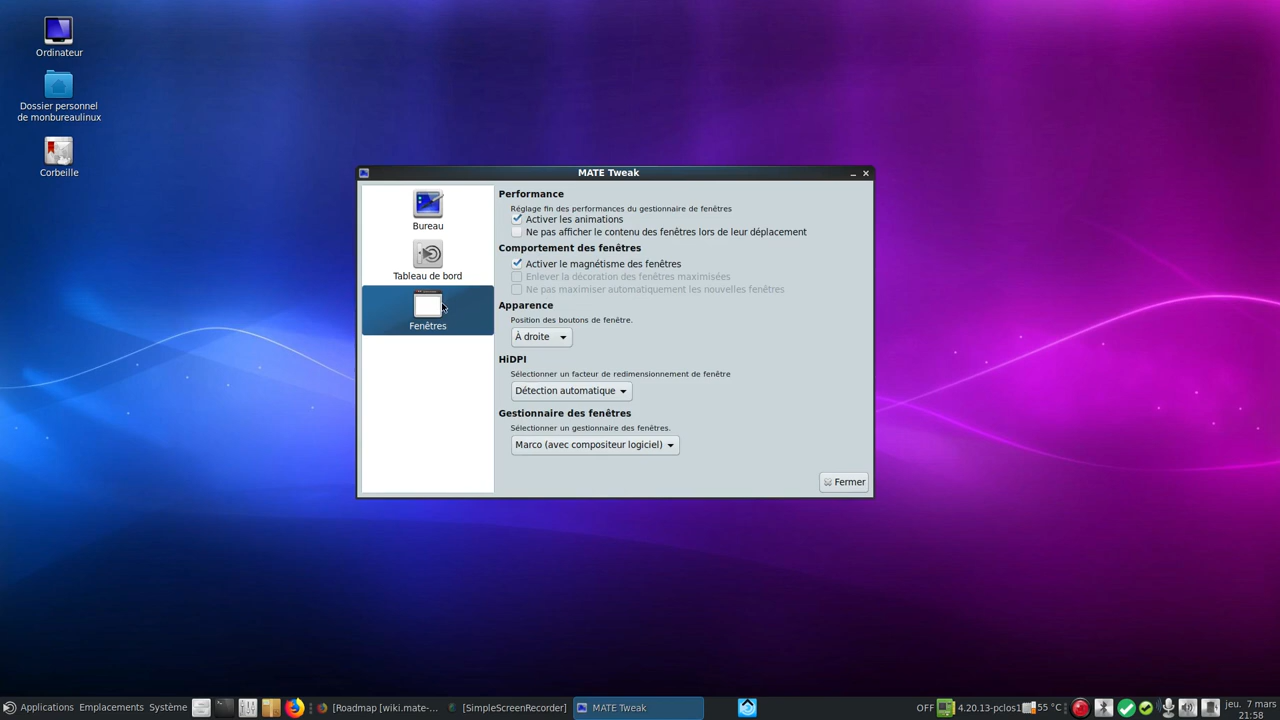 Ordinateur
Dossier personnel
de monbureaulinux
Corbeille
MATE Tweak
Bureau
Tableau de bord
Fenêtres
Performance
Réglage fin des performances du gestionnaire de fenêtres
Activer les animations
Ne pas afficher le contenu des fenêtres lors de leur déplacement
Comportement des fenêtres
Activer le magnétisme des fenêtres
Enlever la décoration des fenêtres maximisées
Ne pas maximiser automatiquement les nouvelles fenêtres
Apparence
Position des boutons de fenêtre.
À droite
HiDPI
Sélectionner un facteur de redimensionnement de fenêtre
Détection automatique
Gestionnaire des fenêtres
Sélectionner un gestionnaire des fenêtres.
Marco (avec compositeur logiciel)
Fermer
Applications Emplacements Système [Roadmap [wiki.mate-... [SimpleScreenRecorder] MATE Tweak OFF 4.20.13-pclos1 55 °C jeu. 7 mars
21:58